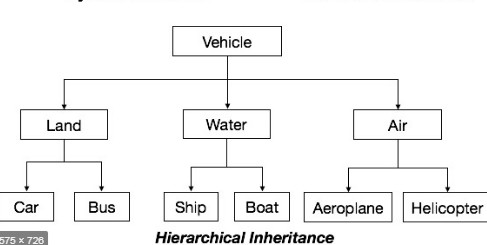 Vehicle
Land Water Air
Car Bus Ship Boat Aeroplane Helicopter
575 × 726
Hierarchical Inheritance